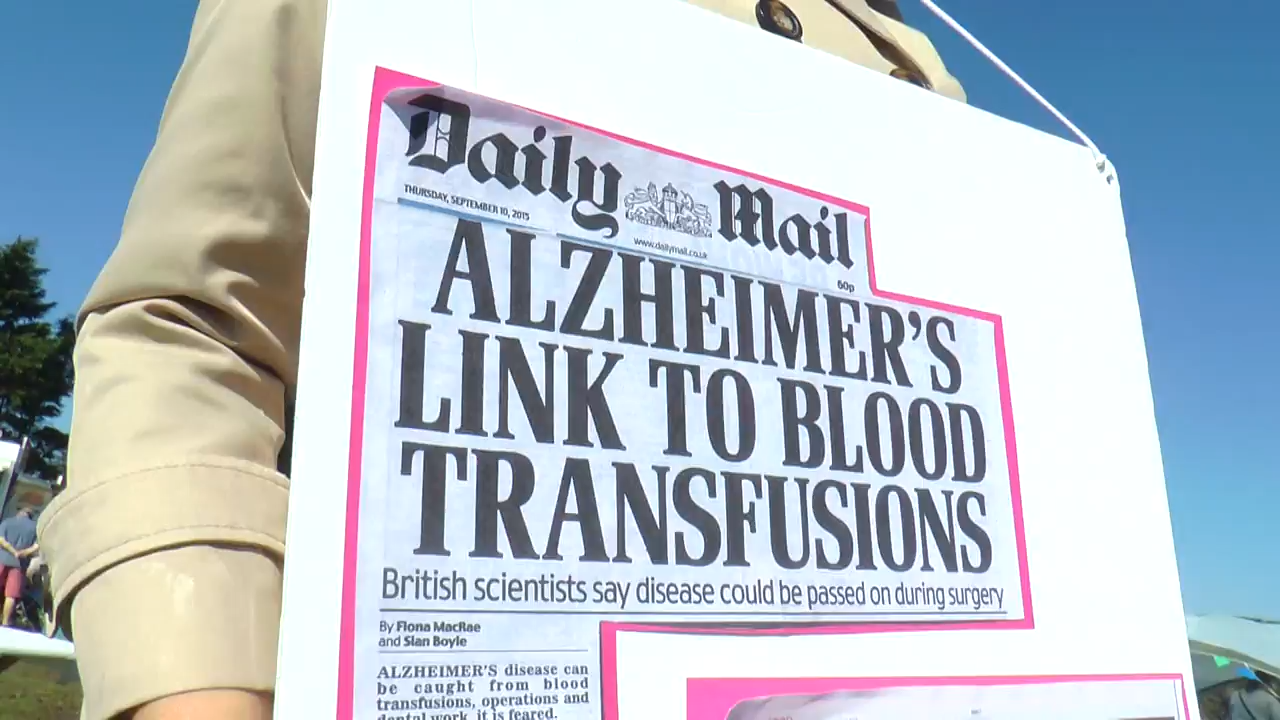 Daily Mail
THURSDAY, SEPTEMBER 10, 2015
www.dailymail.co.uk
60p
ALZHEIMER'S
LINK TO BLOOD
TRANSFUSIONS
British scientists say disease could be passed on during surgery
By Fiona MacRae
and Sian Boyle
ALZHEIMER'S disease can
be caught from blood
transfusions, operations and
dental work, it is feared.